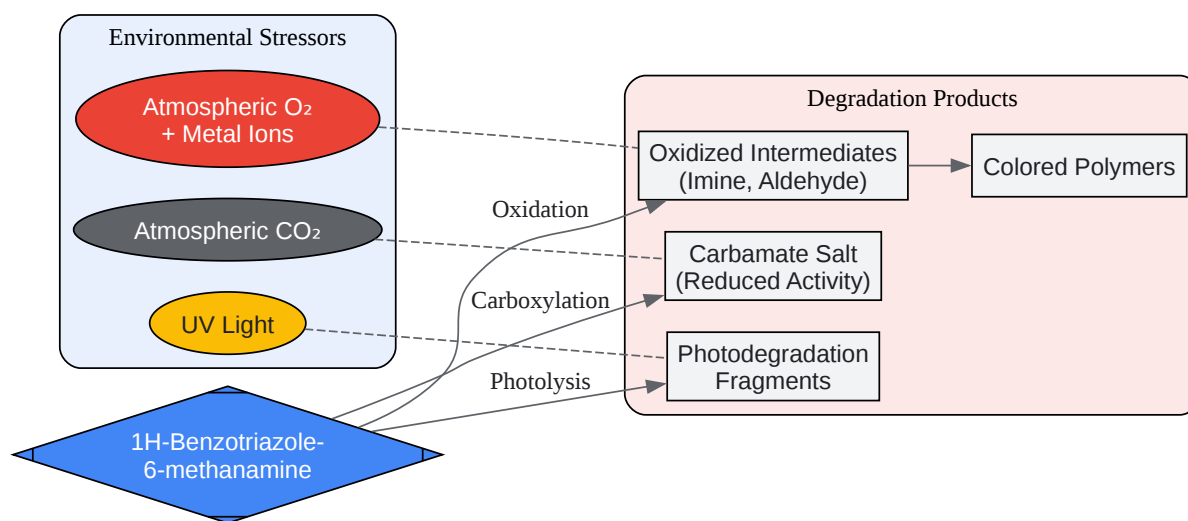 Environmental Stressors
Atmospheric O₂
+ Metal Ions
Atmospheric CO₂
UV Light
1H-Benzotriazole-
6-methanamine
Oxidation
Carboxylation
Photolysis
Degradation Products
Oxidized Intermediates
(Imine, Aldehyde)
Colored Polymers
Carbamate Salt
(Reduced Activity)
Photodegradation
Fragments